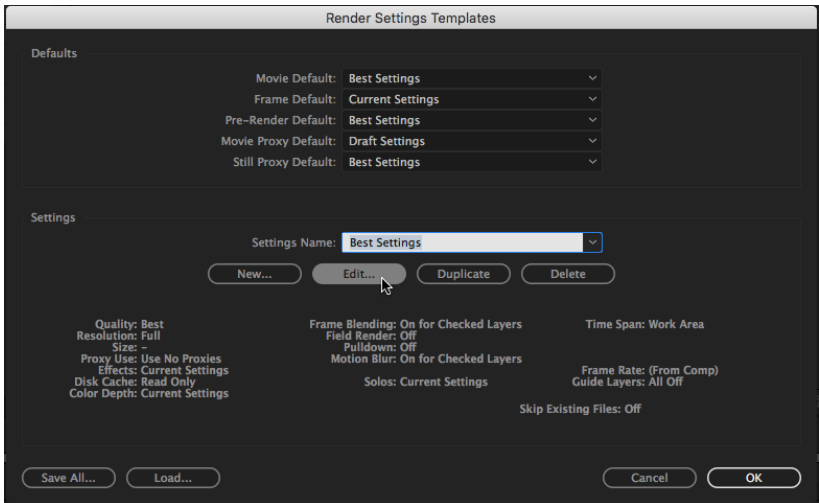 Render Settings Templates
Defaults
Movie Default: Best Settings
Frame Default: Current Settings
Pre-Render Default: Best Settings
Movie Proxy Default: Draft Settings
Still Proxy Default: Best Settings
Settings
Settings Name: Best Settings
New... Edit... Duplicate Delete
Quality: Best
Resolution: Full
Size: –
Proxy Use: Use No Proxies
Effects: Current Settings
Disk Cache: Read Only
Color Depth: Current Settings
Frame Blending: On for Checked Layers
Field Render: Off
Pulldown: Off
Motion Blur: On for Checked Layers
Solos: Current Settings
Time Span: Work Area
Frame Rate: (From Comp)
Guide Layers: All Off
Skip Existing Files: Off
Save All... Load... Cancel OK